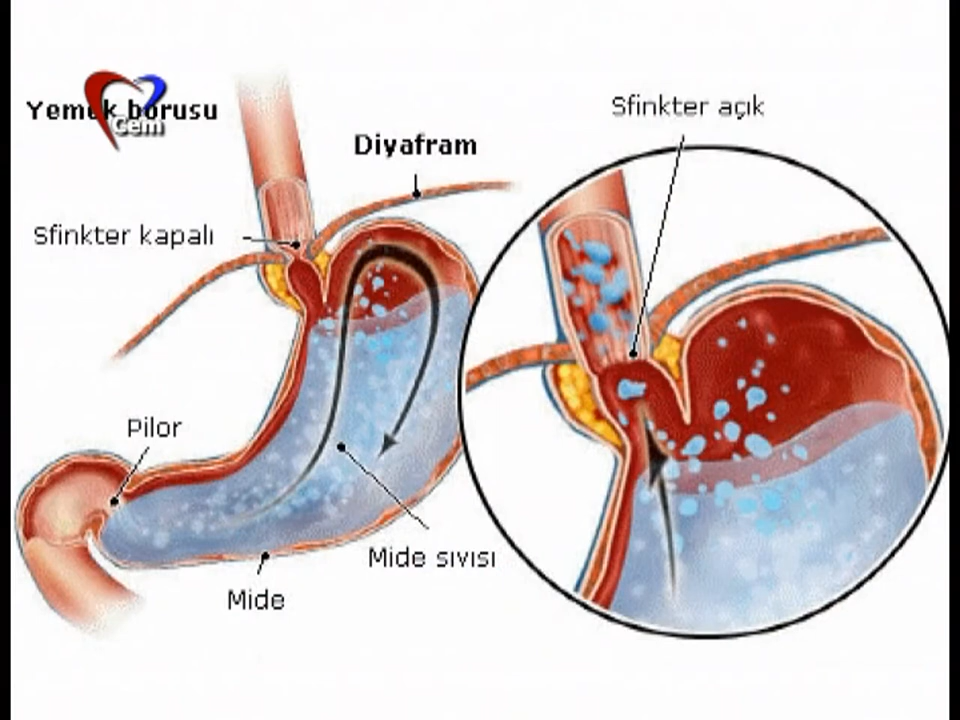 Yemek borusu
Cem
Sfinkter açık
Diyafram
Sfinkter kapalı
Pilor
Mide sıvısı
Mide